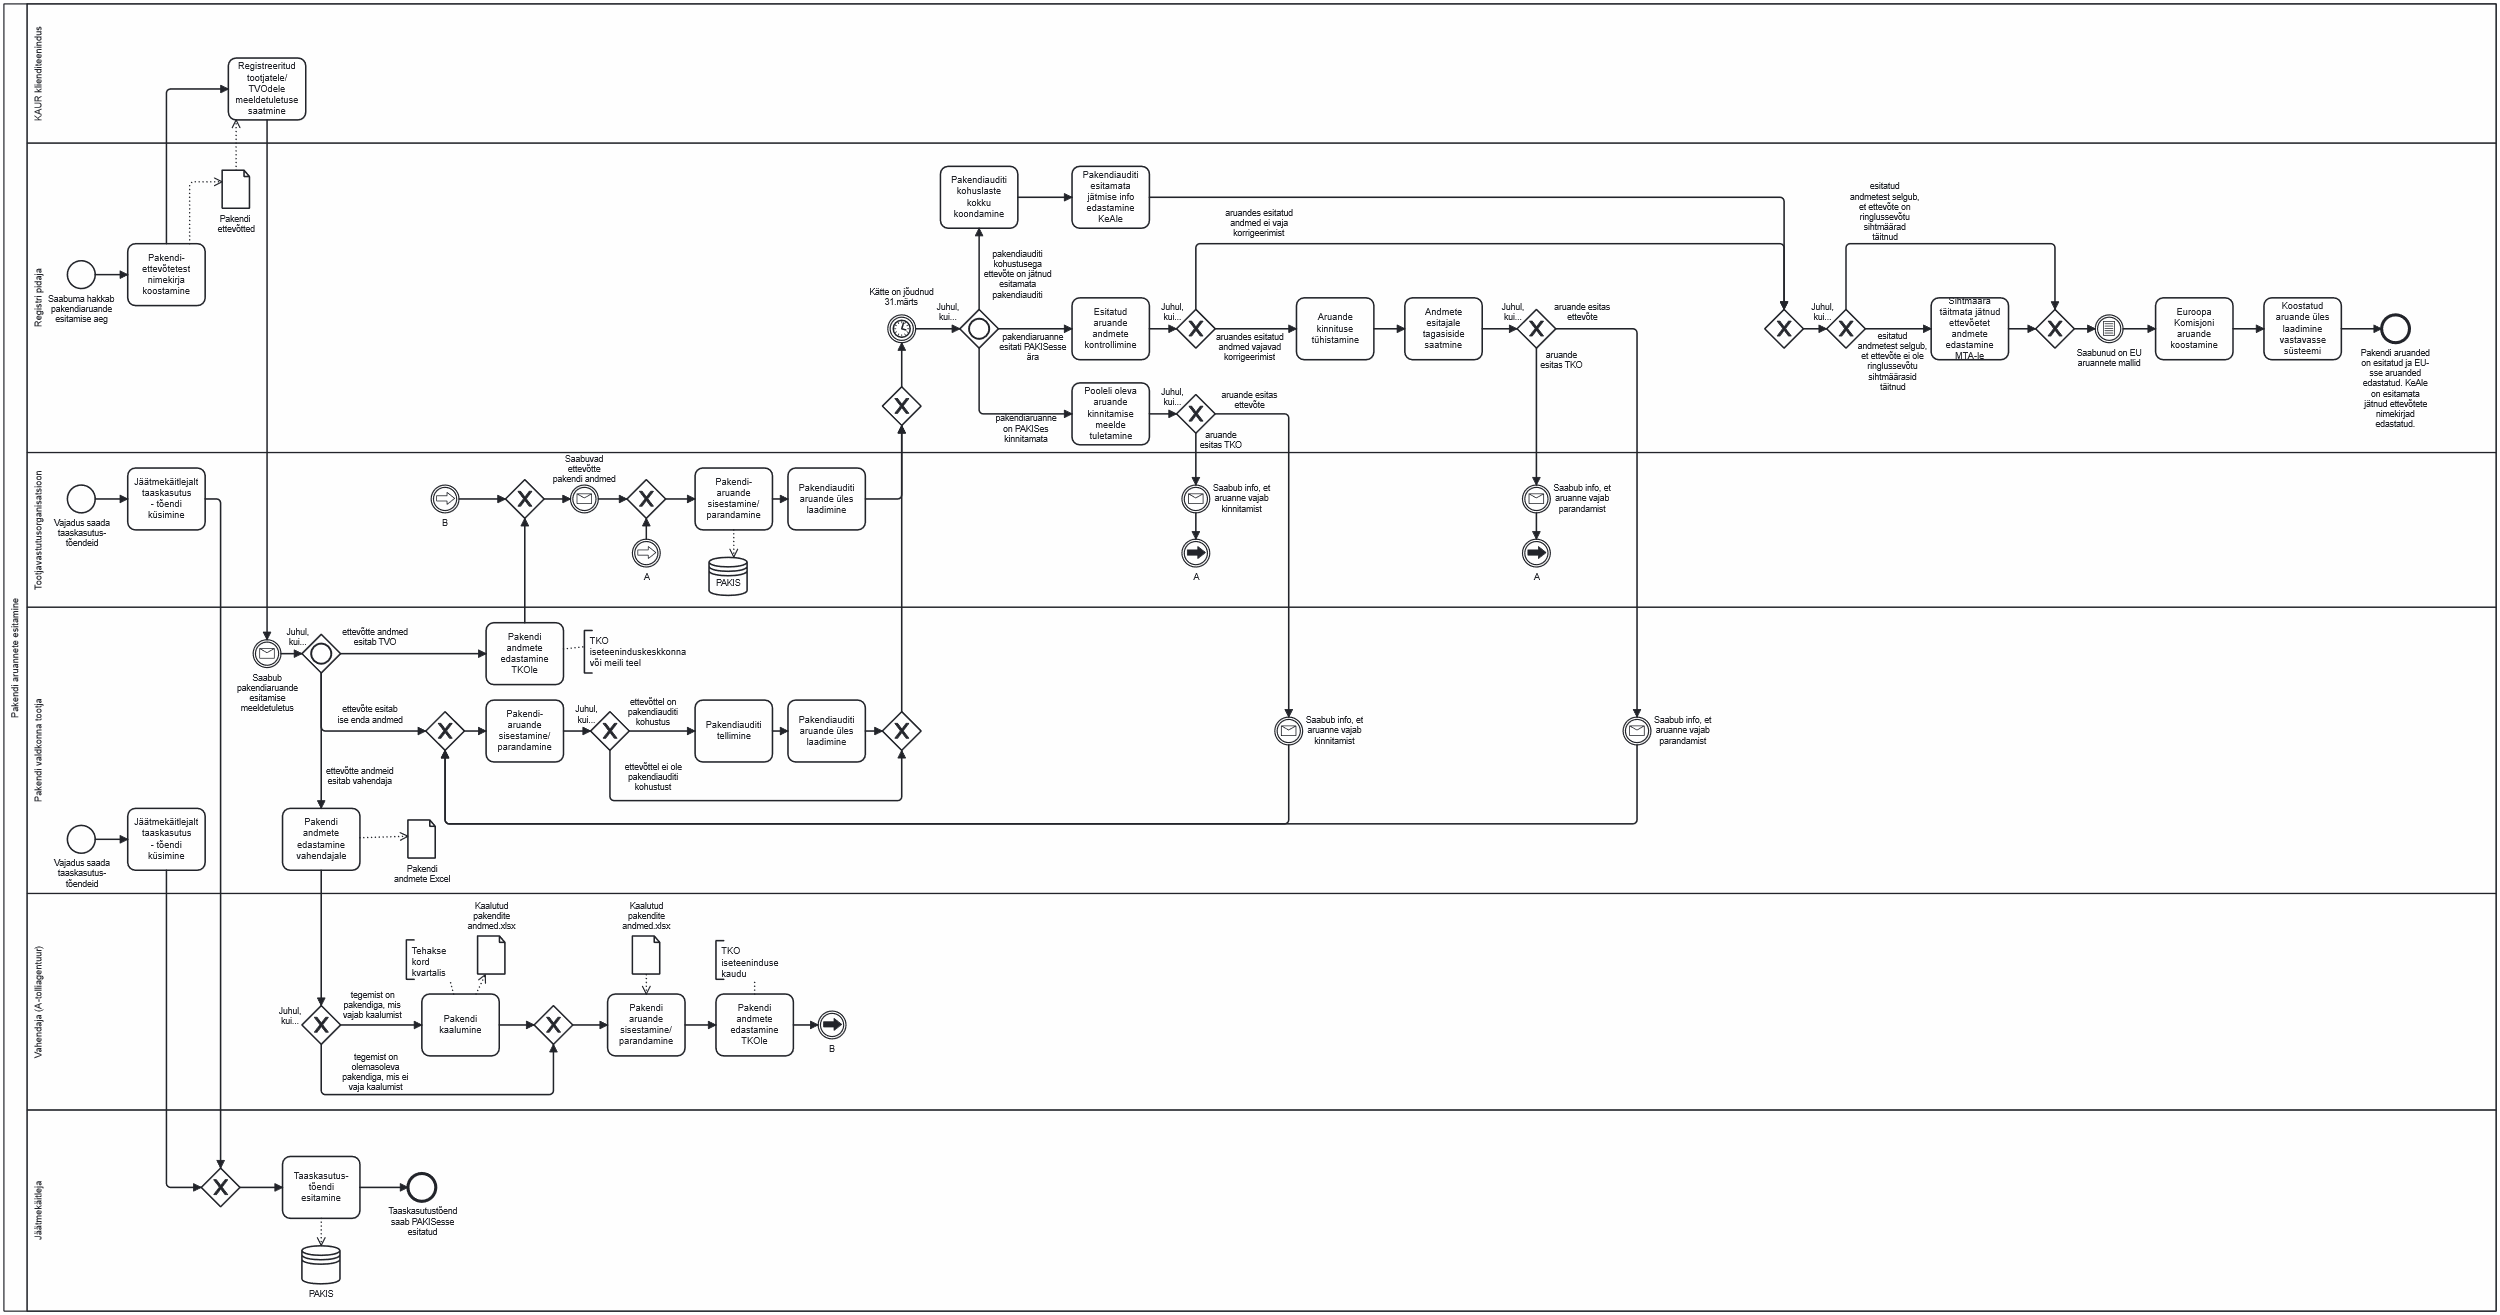 Pakendi aruannete esitamine
KAUR klienditeenindus
Registreeritud
tootjatele/
TVOdele
meeldetuletuse
saatmine
Registri pidaja
Saabuma hakkab
pakendiaruande
esitamise aeg
Pakendi-
ettevõtetest
nimekirja
koostamine
Pakendi
ettevõtted
Kätte on jõudnud
31.märts
Juhul,
kui...
pakendiauditi
kohustusega
ettevõte on jätnud
esitamata
pakendiauditi
Pakendiauditi
kohuslaste
kokku
koondamine
Pakendiauditi
esitamata
jätmise info
edastamine
KeAle
pakendiaruanne
esitati PAKISesse
ära
Esitatud
aruande
andmete
kontrollimine
Juhul,
kui...
aruandes esitatud
andmed ei vaja
korrigeerimist
aruandes esitatud
andmed vajavad
korrigeerimist
Aruande
kinnituse
tühistamine
Andmete
esitajale
tagasiside
saatmine
Juhul,
kui...
aruande esitas
ettevõte
aruande
esitas TKO
pakendiaruanne
on PAKISes
kinnitamata
Pooleli oleva
aruande
kinnitamise
meelde
tuletamine
Juhul,
kui...
aruande esitas
ettevõte
aruande
esitas TKO
Juhul,
kui...
esitatud
andmetest selgub,
et ettevõte on
ringlussevõtu
sihtmäärad
täitnud
esitatud
andmetest selgub,
et ettevõte ei ole
ringlussevõtu
sihtmäärasid
täitnud
Sihtmäära
täitmata jätnud
ettevõetet
andmete
edastamine
MTA-le
Saabunud on EU
aruannete mallid
Euroopa
Komisjoni
aruande
koostamine
Koostatud
aruande üles
laadimine
vastavasse
süsteemi
Pakendi aruanded
on esitatud ja EU-
sse aruanded
edastatud. KeAle
on esitamata
jätnud ettevõtete
nimekirjad
edastatud.
Tootjavastutusorganisatsioon
Vajadus saada
taaskasutus-
tõendeid
Jäätmekäitlejalt
taaskasutus
- tõendi
küsimine
B
Saabuvad
ettevõtte
pakendi andmed
A
Pakendi-
aruande
sisestamine/
parandamine
PAKIS
Pakendiauditi
aruande üles
laadimine
Saabub info, et
aruanne vajab
kinnitamist
A
Saabub info, et
aruanne vajab
parandamist
A
Pakendi valdkonna tootja
Saabub
pakendiaruande
esitamise
meeldetuletus
Juhul,
kui...
ettevõtte andmed
esitab TVO
Pakendi
andmete
edastamine
TKOle
TKO
iseteeninduskeskkonna
või meili teel
ettevõte esitab
ise enda andmed
Pakendi-
aruande
sisestamine/
parandamine
Juhul,
kui...
ettevõttel on
pakendiauditi
kohustus
Pakendiauditi
tellimine
Pakendiauditi
aruande üles
laadimine
ettevõttel ei ole
pakendiauditi
kohustust
Saabub info, et
aruanne vajab
kinnitamist
Saabub info, et
aruanne vajab
parandamist
ettevõtte andmeid
esitab vahendaja
Vajadus saada
taaskasutus-
tõendeid
Jäätmekäitlejalt
taaskasutus
- tõendi
küsimine
Pakendi
andmete
edastamine
vahendajale
Pakendi
andmete Excel
Vahendaja (A-tolliagentuur)
Juhul,
kui...
tegemist on
pakendiga, mis
vajab kaalumist
Tehakse
kord
kvartalis
Kaalutud
pakendite
andmed.xlsx
Pakendi
kaalumine
tegemist on
olemasoleva
pakendiga, mis ei
vaja kaalumist
Kaalutud
pakendite
andmed.xlsx
Pakendi
aruande
sisestamine/
parandamine
TKO
iseteeninduse
kaudu
Pakendi
andmete
edastamine
TKOle
B
Jäätmekäitleja
Taaskasutus-
tõendi
esitamine
Taaskasutustõend
saab PAKISesse
esitatud
PAKIS